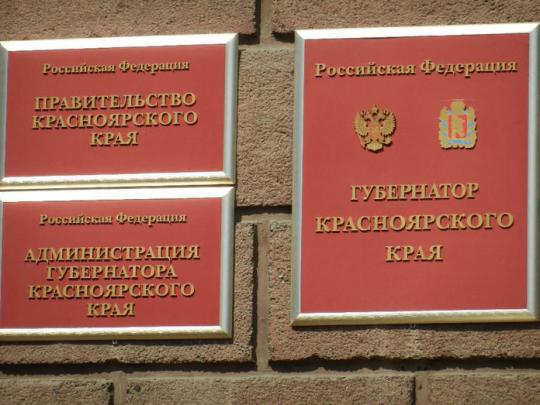 Российская Федерация
ПРАВИТЕЛЬСТВО
КРАСНОЯРСКОГО
КРАЯ
Российская Федерация
АДМИНИСТРАЦИЯ
ГУБЕРНАТОРА
КРАСНОЯРСКОГО
КРАЯ
Российская Федерация
ГУБЕРНАТОР
КРАСНОЯРСКОГО
КРАЯ